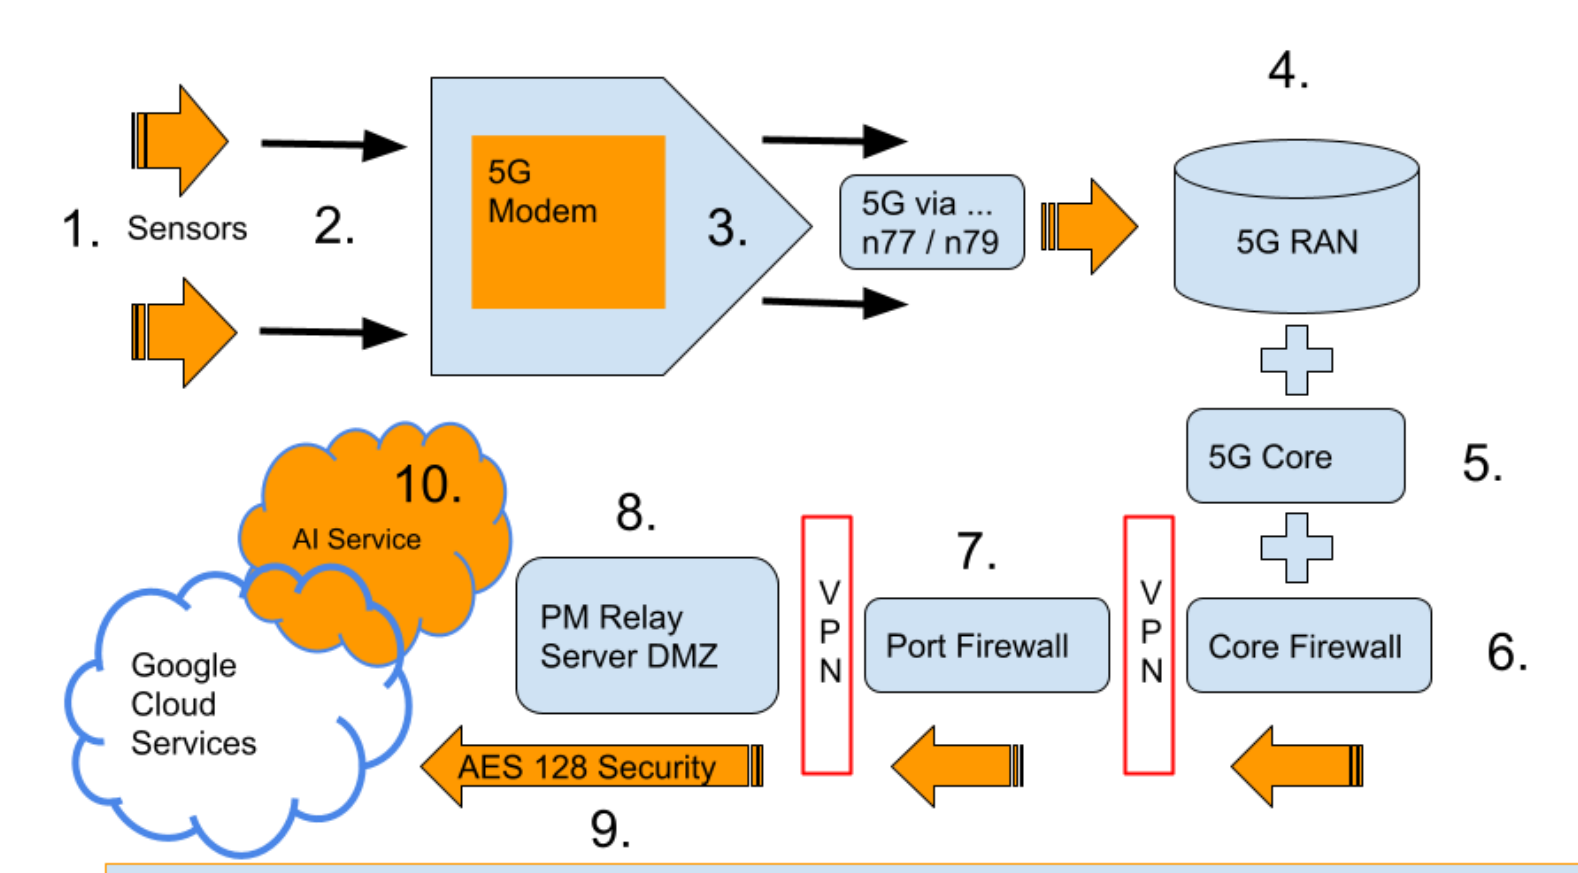 4.
5G
Modem
1.
Sensors
2.
3.
5G via ...
n77 / n79
5G RAN
5G Core
5.
10.
AI Service
8.
7.
PM Relay
Server DMZ
V
P
N
Port Firewall
V
P
N
Core Firewall
6.
Google
Cloud
Services
AES 128 Security
9.